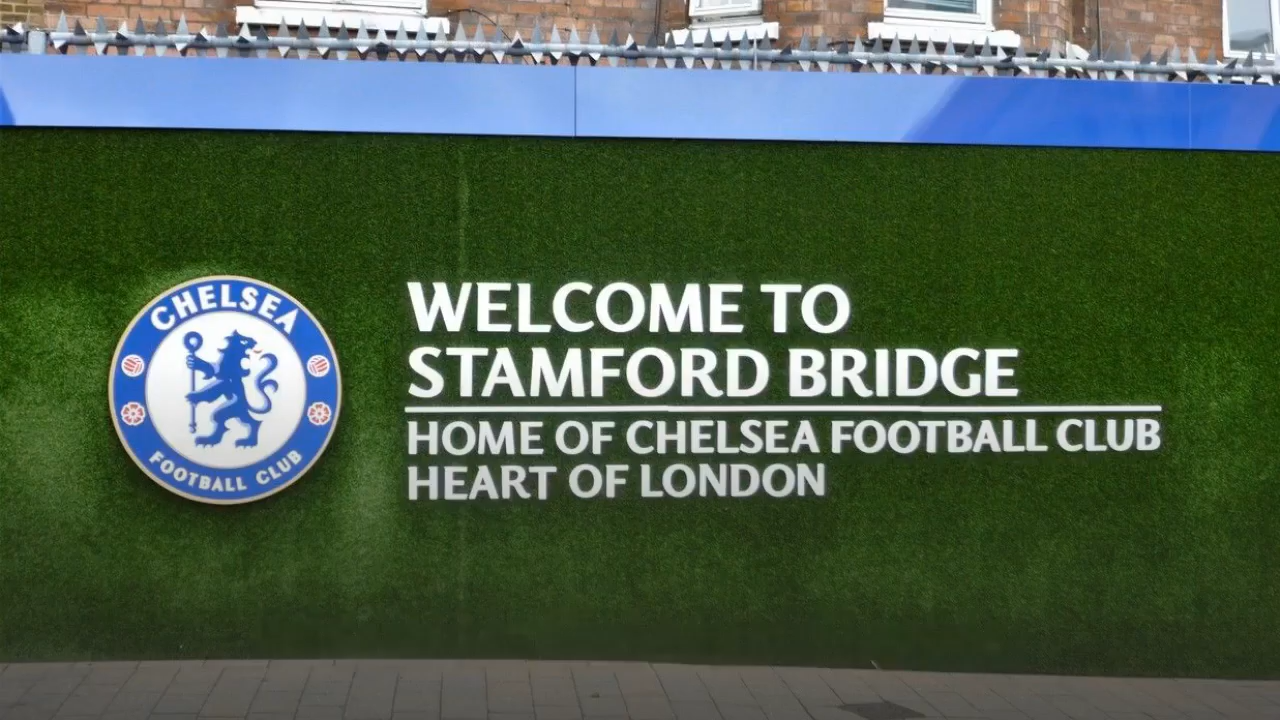 CHELSEA
FOOTBALL CLUB
WELCOME TO
STAMFORD BRIDGE
HOME OF CHELSEA FOOTBALL CLUB
HEART OF LONDON